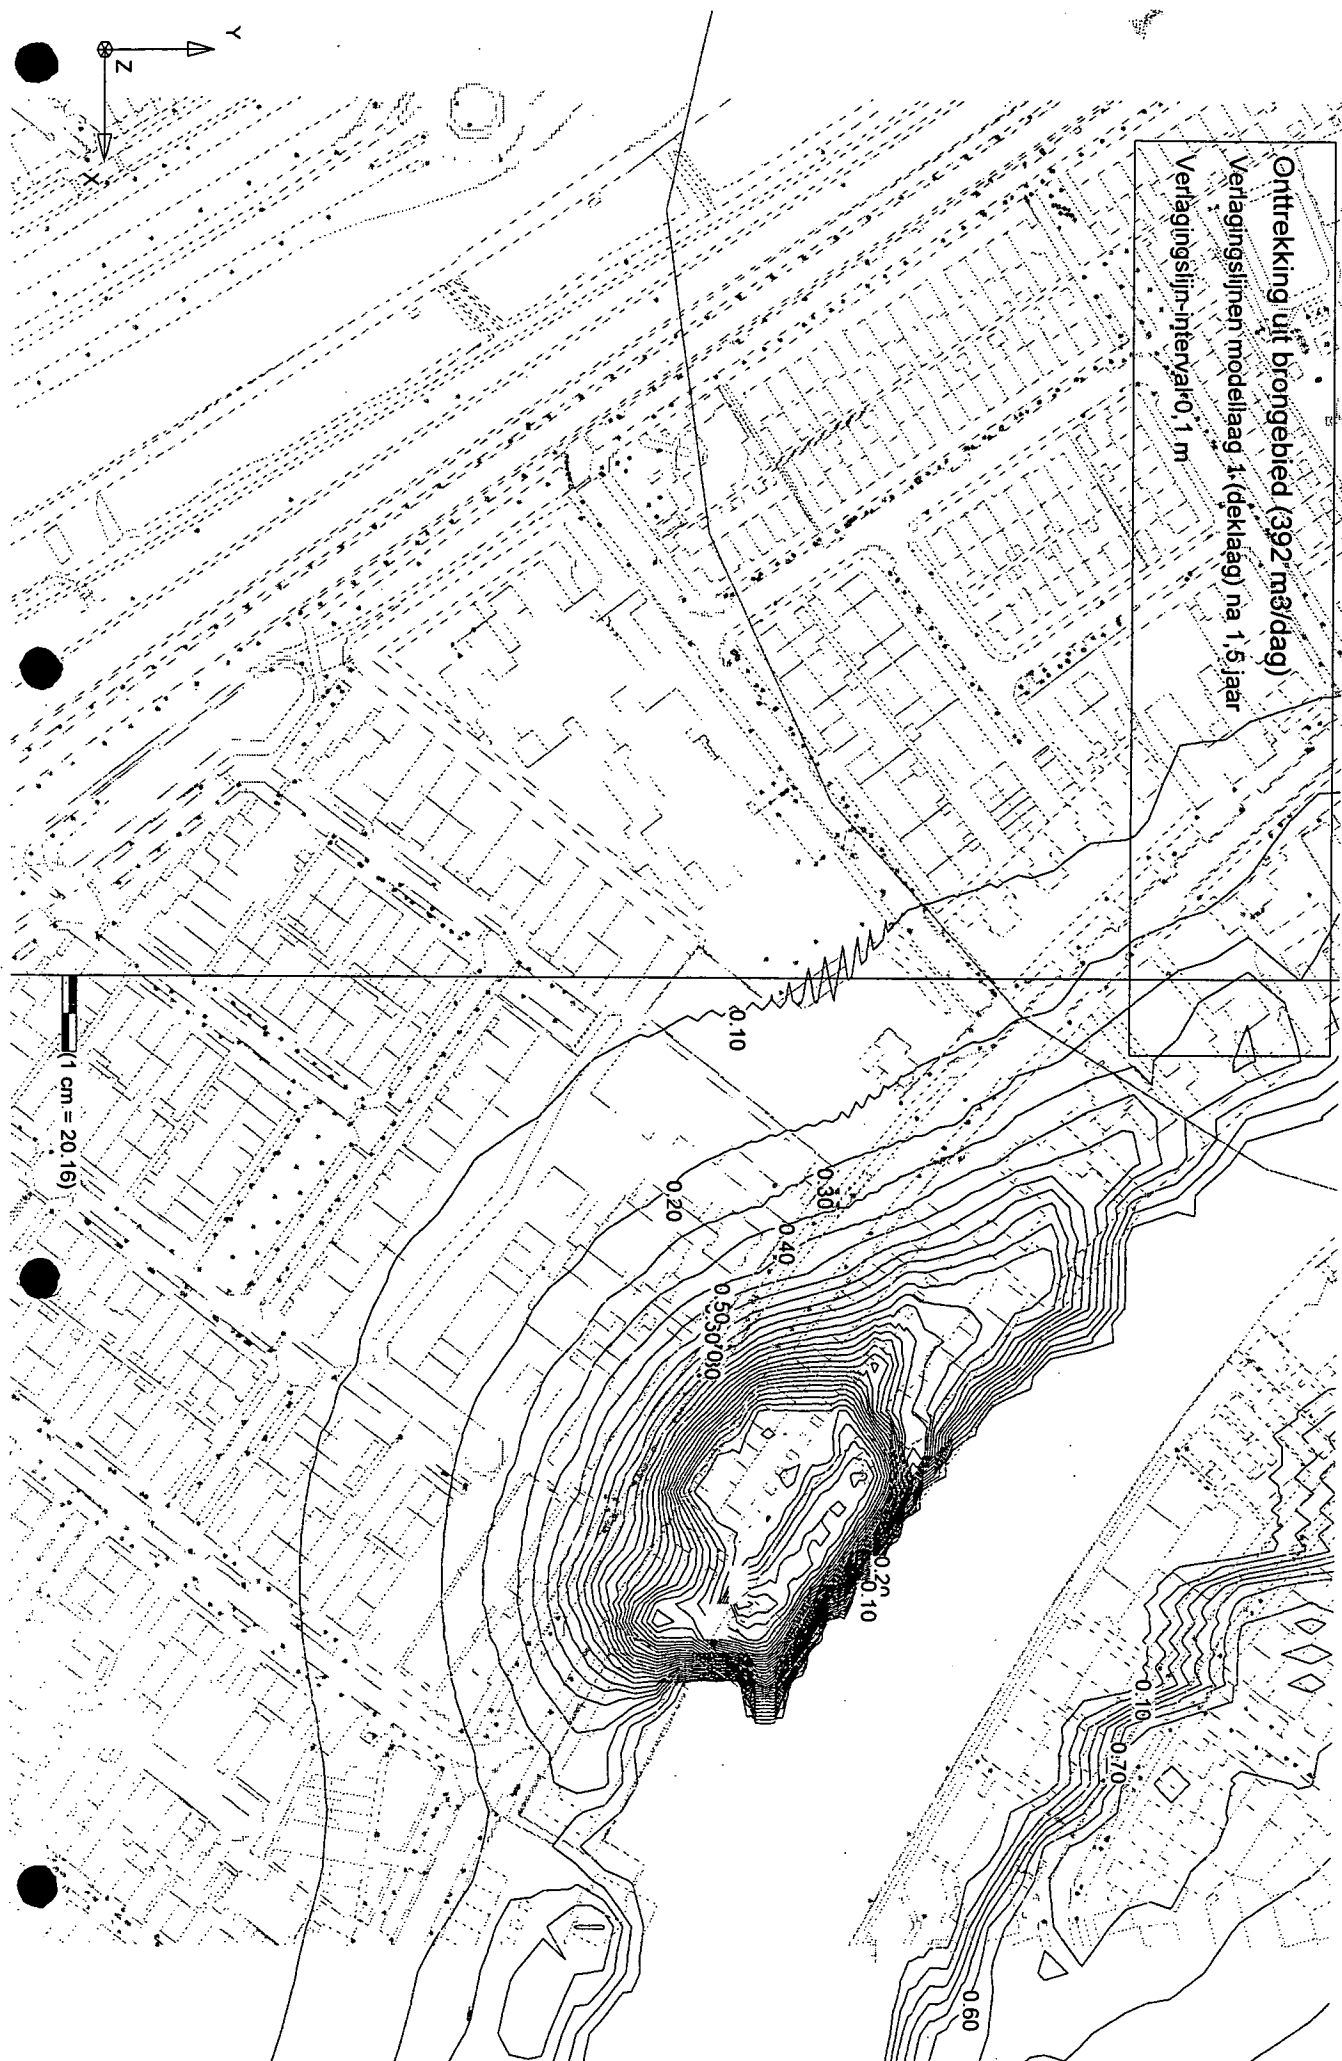 Onttrekking uit brongebied (392 m3/dag)
Verlagingslijnen modellaag 1 (deklaag) na 1,5 jaar
Verlagingslijn-interval 0,1 m
Y
Z
X
0.10
0.20
0.30
0.40
0.50
0.20
0.10
0.10
0.70
0.60
(1 cm = 20.16)